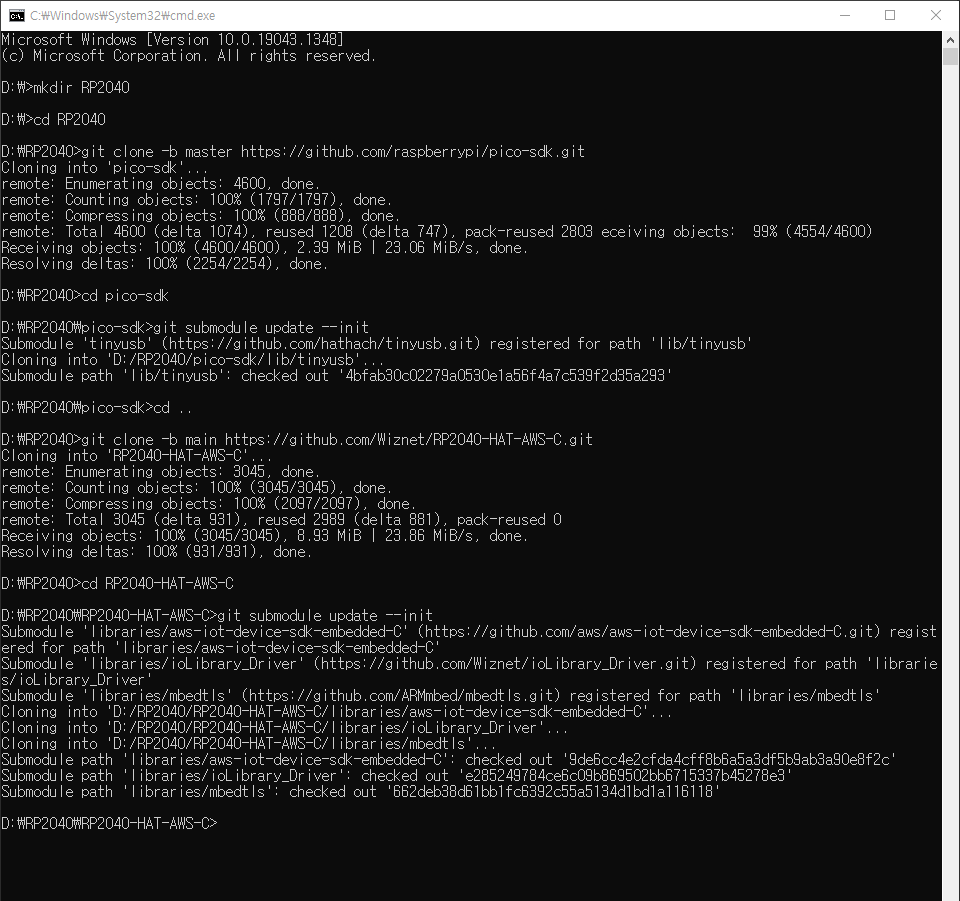 C:₩Windows₩System32₩cmd.exe
Microsoft Windows [Version 10.0.19043.1348]
(c) Microsoft Corporation. All rights reserved.
D:₩>mkdir RP2040
D:₩>cd RP2040
D:₩RP2040>git clone -b master https://github.com/raspberrypi/pico-sdk.git
Cloning into 'pico-sdk'...
remote: Enumerating objects: 4600, done.
remote: Counting objects: 100% (1797/1797), done.
remote: Compressing objects: 100% (888/888), done.
remote: Total 4600 (delta 1074), reused 1208 (delta 747), pack-reused 2803 eceiving objects:  99% (4554/4600)
Receiving objects: 100% (4600/4600), 2.39 MiB | 23.06 MiB/s, done.
Resolving deltas: 100% (2254/2254), done.
D:₩RP2040>cd pico-sdk
D:₩RP2040₩pico-sdk>git submodule update --init
Submodule 'tinyusb' (https://github.com/hathach/tinyusb.git) registered for path 'lib/tinyusb'
Cloning into 'D:/RP2040/pico-sdk/lib/tinyusb'...
Submodule path 'lib/tinyusb': checked out '4bfab30c02279a0530e1a56f4a7c539f2d35a293'
D:₩RP2040₩pico-sdk>cd ..
D:₩RP2040>git clone -b main https://github.com/Wiznet/RP2040-HAT-AWS-C.git
Cloning into 'RP2040-HAT-AWS-C'...
remote: Enumerating objects: 3045, done.
remote: Counting objects: 100% (3045/3045), done.
remote: Compressing objects: 100% (2097/2097), done.
remote: Total 3045 (delta 931), reused 2989 (delta 881), pack-reused 0
Receiving objects: 100% (3045/3045), 8.93 MiB | 23.86 MiB/s, done.
Resolving deltas: 100% (931/931), done.
D:₩RP2040>cd RP2040-HAT-AWS-C
D:₩RP2040₩RP2040-HAT-AWS-C>git submodule update --init
Submodule 'libraries/aws-iot-device-sdk-embedded-C' (https://github.com/aws/aws-iot-device-sdk-embedded-C.git) regist
ered for path 'libraries/aws-iot-device-sdk-embedded-C'
Submodule 'libraries/ioLibrary_Driver' (https://github.com/Wiznet/ioLibrary_Driver.git) registered for path 'librarie
s/ioLibrary_Driver'
Submodule 'libraries/mbedtls' (https://github.com/ARMmbed/mbedtls.git) registered for path 'libraries/mbedtls'
Cloning into 'D:/RP2040/RP2040-HAT-AWS-C/libraries/aws-iot-device-sdk-embedded-C'...
Cloning into 'D:/RP2040/RP2040-HAT-AWS-C/libraries/ioLibrary_Driver'...
Cloning into 'D:/RP2040/RP2040-HAT-AWS-C/libraries/mbedtls'...
Submodule path 'libraries/aws-iot-device-sdk-embedded-C': checked out '9de6cc4e2cfda4cff8b6a5a3df5b9ab3a90e8f2c'
Submodule path 'libraries/ioLibrary_Driver': checked out 'e285249784ce6c09b869502bb6715337b45278e3'
Submodule path 'libraries/mbedtls': checked out '662deb38d61bb1fc6392c55a5134d1bd1a116118'
D:₩RP2040₩RP2040-HAT-AWS-C>